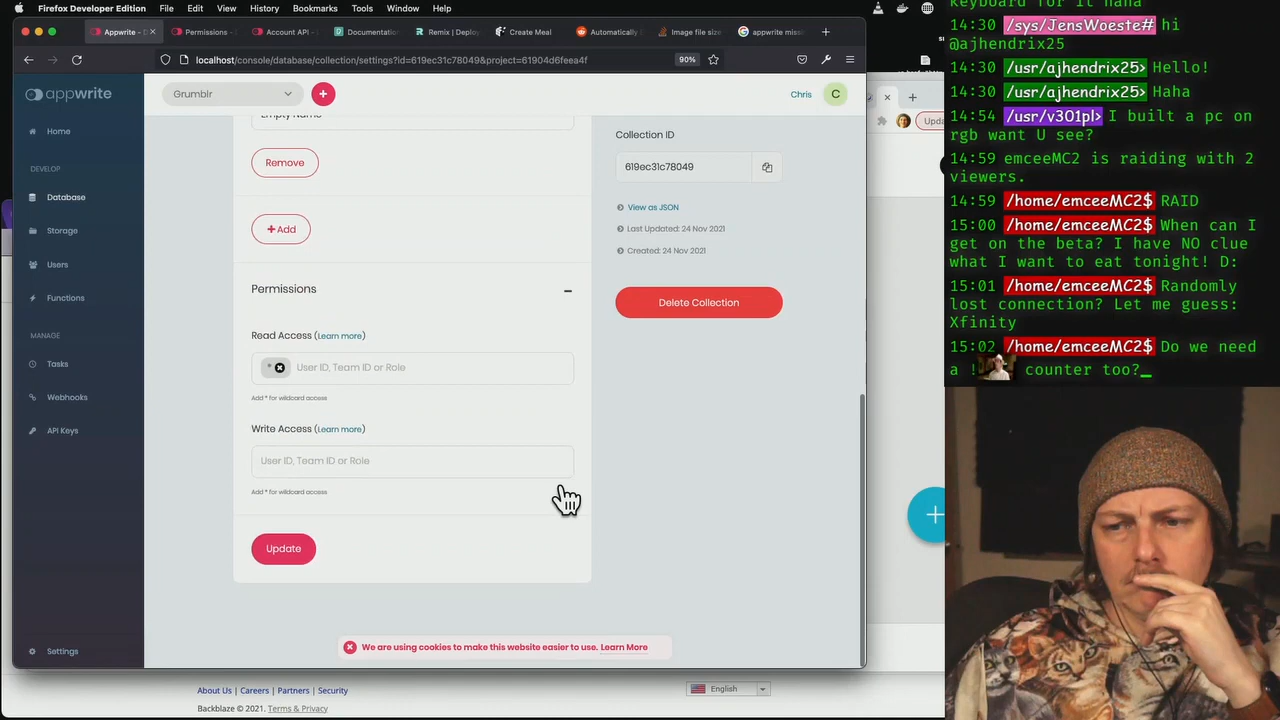 Firefox Developer Edition File Edit View History Bookmarks Tools Window Help
Appwrite - Permissions - Account API - Documentation Remix | Deploy Create Meal Automatically Image file size appwrite miss
localhost/console/database/collection/settings?id=619ec31c78049&project=61904d6feea4f 90%
appwrite
Grumblr
Chris C
Home
DEVELOP
Database
Storage
Users
Functions
MANAGE
Tasks
Webhooks
API Keys
Settings
Empty Name
Remove
Add
Permissions
Read Access (Learn more)
* User ID, Team ID or Role
Add * for wildcard access
Write Access (Learn more)
User ID, Team ID or Role
Add * for wildcard access
Update
Collection ID
619ec31c78049
View as JSON
Last Updated: 24 Nov 2021
Created: 24 Nov 2021
Delete Collection
We are using cookies to make this website easier to use. Learn More
About Us | Careers | Partners | Security
English
Backblaze © 2021. Terms & Privacy
keyboard for it haha
14:30 /sys/JensWoeste# hi
@ajhendrix25
14:30 /usr/ajhendrix25> Hello!
14:30 /usr/ajhendrix25> Haha
14:54 /usr/v301pl> I built a pc on
rgb want U see?
14:59 emceeMC2 is raiding with 2
viewers.
14:59 /home/emceeMC2$ RAID
15:00 /home/emceeMC2$ When can I
get on the beta? I have NO clue
what I want to eat tonight! D:
15:01 /home/emceeMC2$ Randomly
lost connection? Let me guess:
Xfinity
15:02 /home/emceeMC2$ Do we need
a ! counter too?_